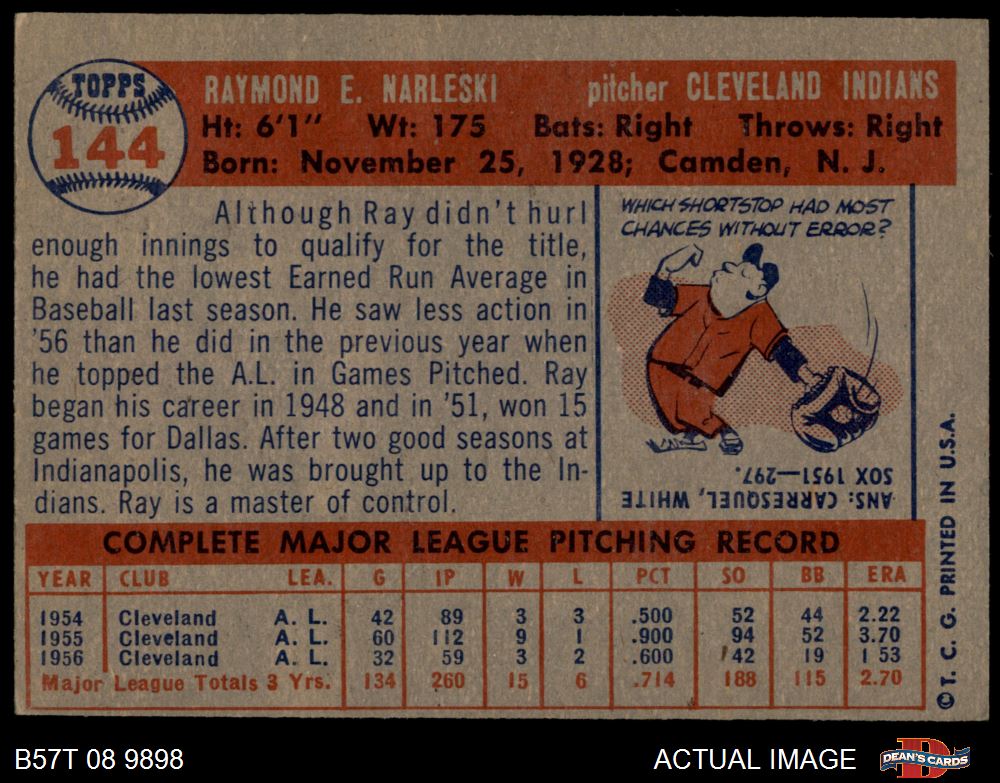 TOPPS
144
RAYMOND E. NARLESKI pitcher CLEVELAND INDIANS
Ht: 6'1" Wt: 175 Bats: Right Throws: Right
Born: November 25, 1928; Camden, N. J.
Although Ray didn't hurl
enough innings to qualify for the title,
he had the lowest Earned Run Average in
Baseball last season. He saw less action in
'56 than he did in the previous year when
he topped the A.L. in Games Pitched. Ray
began his career in 1948 and in '51, won 15
games for Dallas. After two good seasons at
Indianapolis, he was brought up to the In-
dians. Ray is a master of control.
WHICH SHORTSTOP HAD MOST
CHANCES WITHOUT ERROR?
ANS: CARRESQUEL, WHITE
SOX 1951—297.
COMPLETE MAJOR LEAGUE PITCHING RECORD
YEAR CLUB LEA. G IP W L PCT SO BB ERA
1954 Cleveland A. L. 42 89 3 3 .500 52 44 2.22
1955 Cleveland A. L. 60 112 9 1 .900 94 52 3.70
1956 Cleveland A. L. 32 59 3 2 .600 42 19 1 53
Major League Totals 3 Yrs. 134 260 15 6 .714 188 115 2.70
© T. C. G. PRINTED IN U.S.A.
B57T 08 9898 ACTUAL IMAGE
DEAN'S CARDS